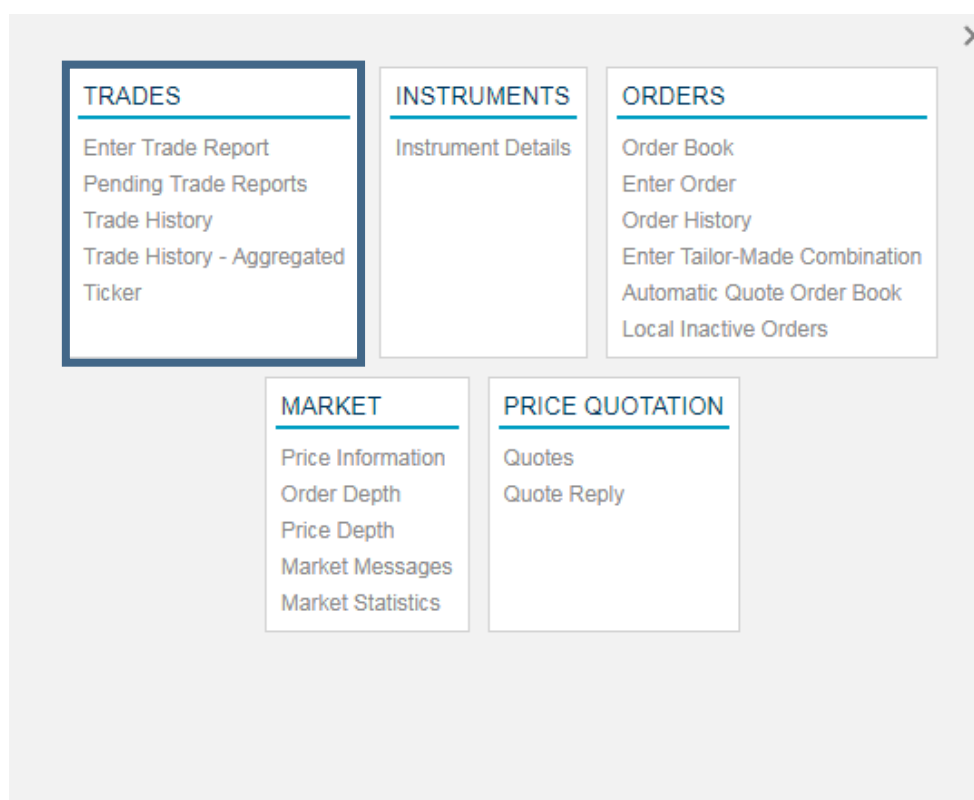 TRADES
Enter Trade Report
Pending Trade Reports
Trade History
Trade History - Aggregated
Ticker
INSTRUMENTS
Instrument Details
ORDERS
Order Book
Enter Order
Order History
Enter Tailor-Made Combination
Automatic Quote Order Book
Local Inactive Orders
MARKET
Price Information
Order Depth
Price Depth
Market Messages
Market Statistics
PRICE QUOTATION
Quotes
Quote Reply